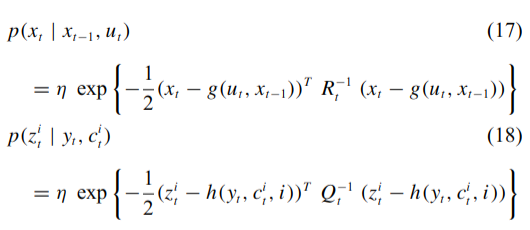 p(x_t | x_{t−1}, u_t) (17)
= η exp{−1/2 (x_t − g(u_t, x_{t−1}))^T R_t^{−1} (x_t − g(u_t, x_{t−1}))}
p(z_t^i | y_t, c_t^i) (18)
= η exp{−1/2 (z_t^i − h(y_t, c_t^i, i))^T Q_t^{−1} (z_t^i − h(y_t, c_t^i, i))}